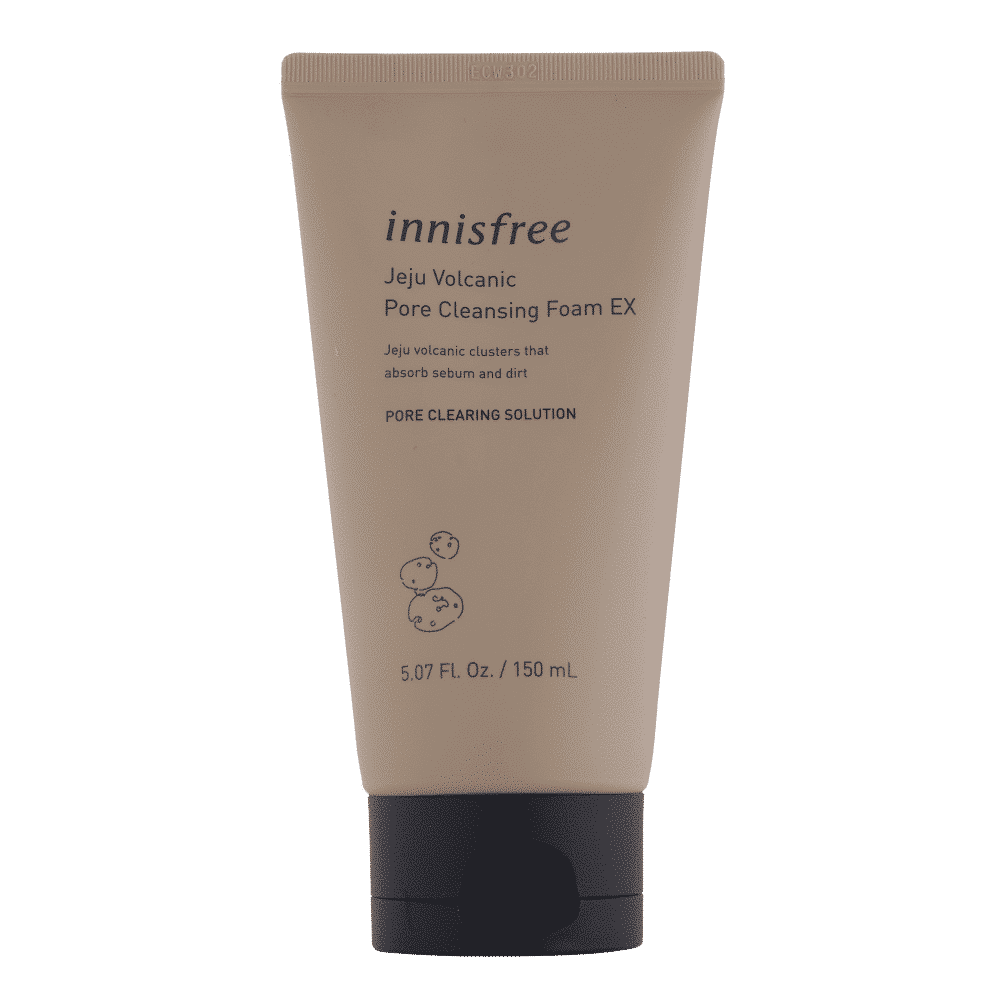 ECW302
innisfree
Jeju Volcanic
Pore Cleansing Foam EX
Jeju volcanic clusters that
absorb sebum and dirt
PORE CLEARING SOLUTION
5.07 Fl. Oz. / 150 mL